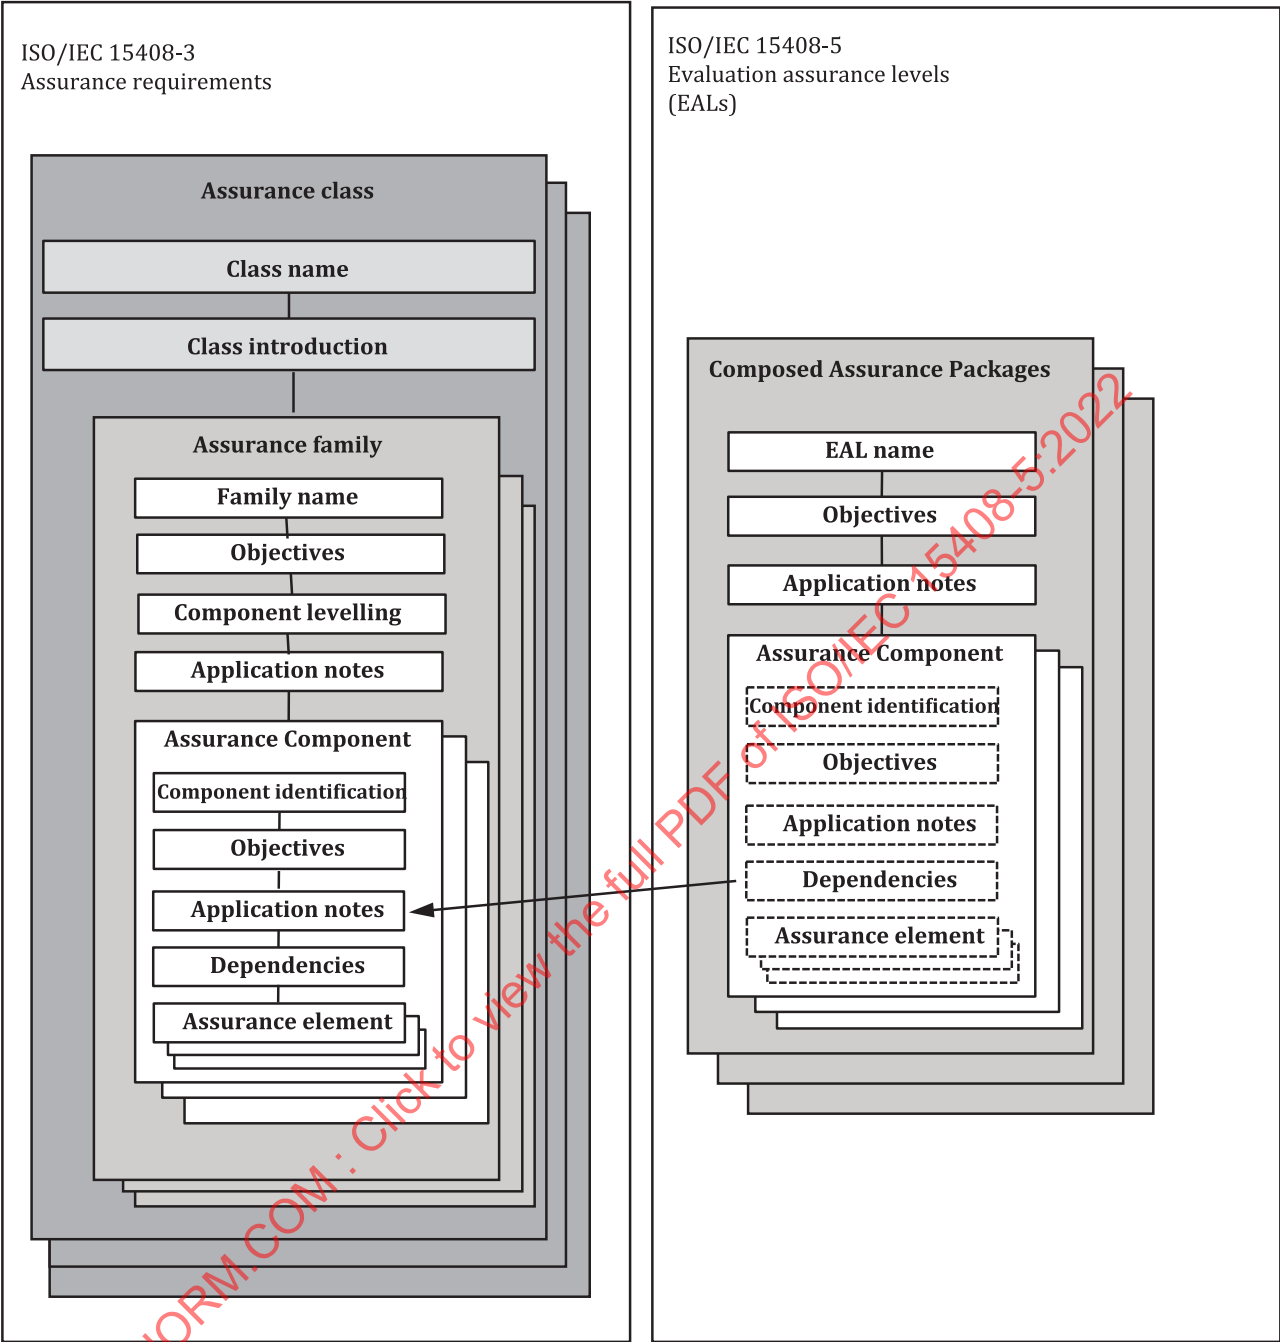 ISO/IEC 15408-3
Assurance requirements
Assurance class
Class name
Class introduction
Assurance family
Family name
Objectives
Component levelling
Application notes
Assurance Component
Component identification
Objectives
Application notes
Dependencies
Assurance element
ISO/IEC 15408-5
Evaluation assurance levels
(EALs)
Composed Assurance Packages
EAL name
Objectives
Application notes
Assurance Component
Component identification
Objectives
Application notes
Dependencies
Assurance element
NORM.COM : Click to view the full PDF of ISO/IEC 15408-5:2022